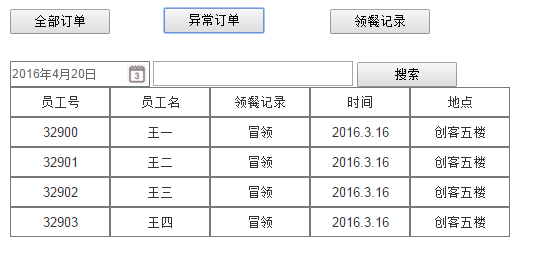 全部订单 异常订单 领餐记录
2016年4月20日 3 搜索
员工号 员工名 领餐记录 时间 地点
32900 王一 冒领 2016.3.16 创客五楼
32901 王二 冒领 2016.3.16 创客五楼
32902 王三 冒领 2016.3.16 创客五楼
32903 王四 冒领 2016.3.16 创客五楼